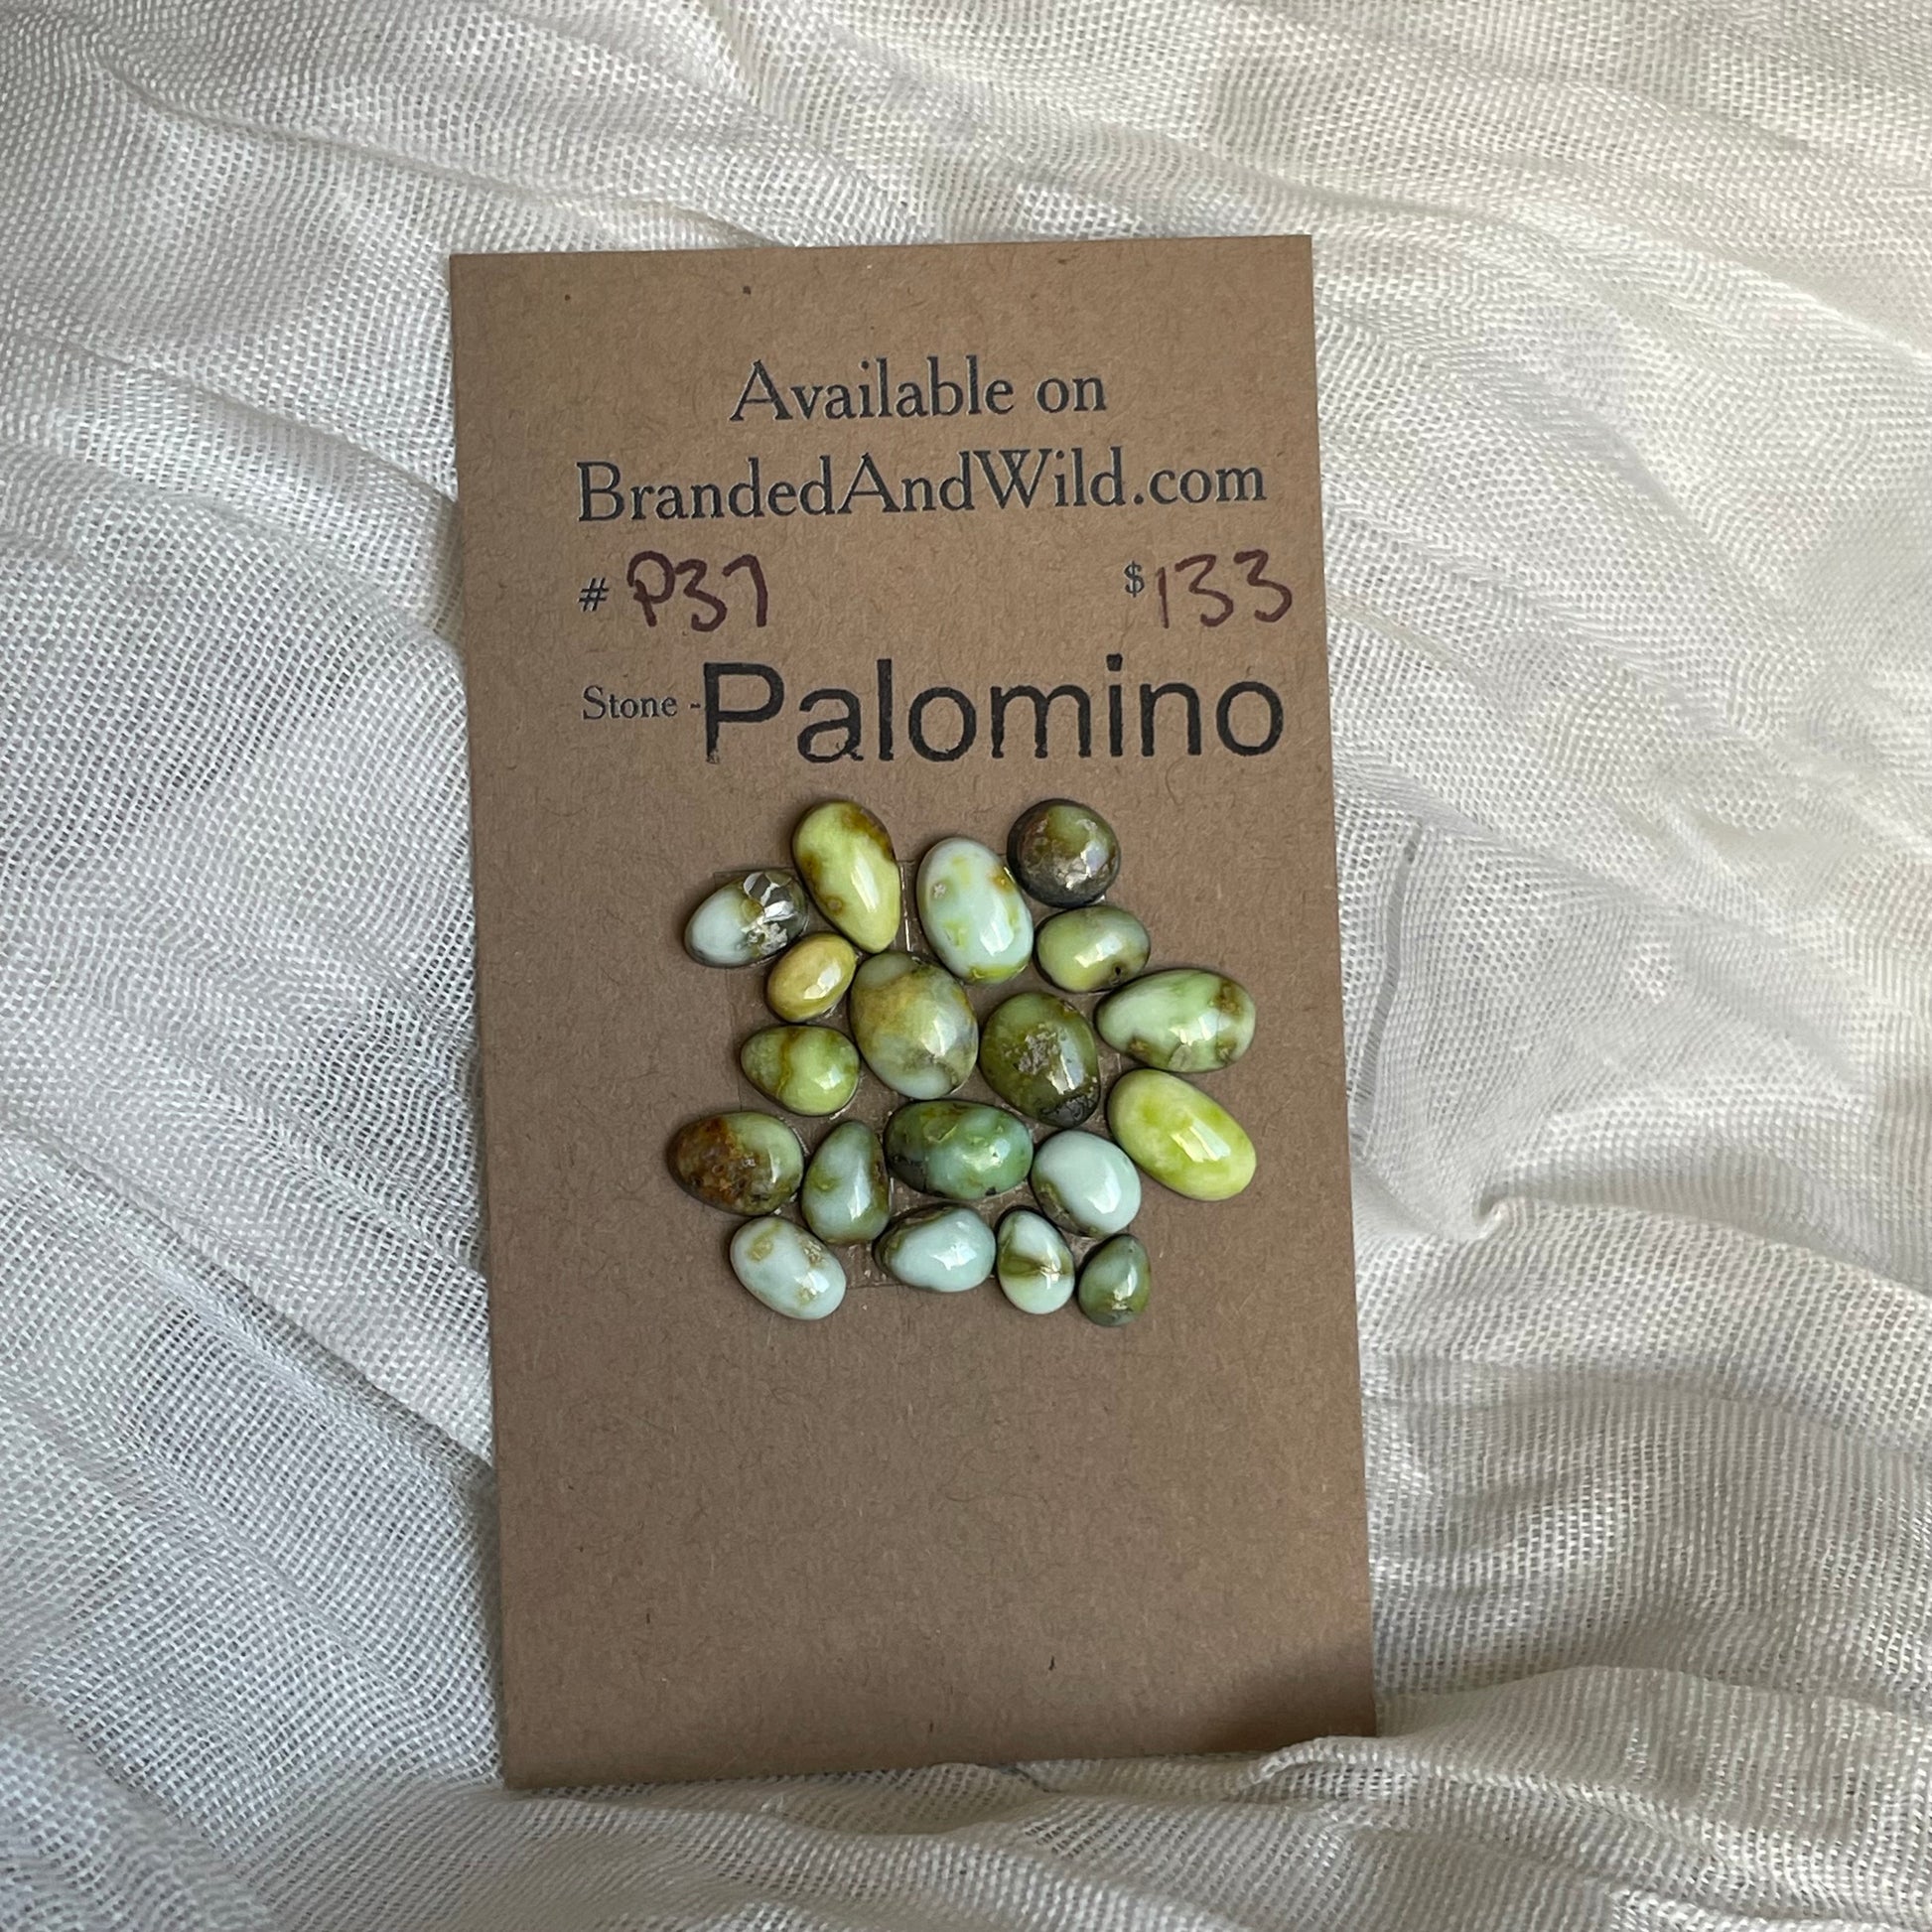 Available on
BrandedAndWild.com
# P37 $133
Stone - Palomino